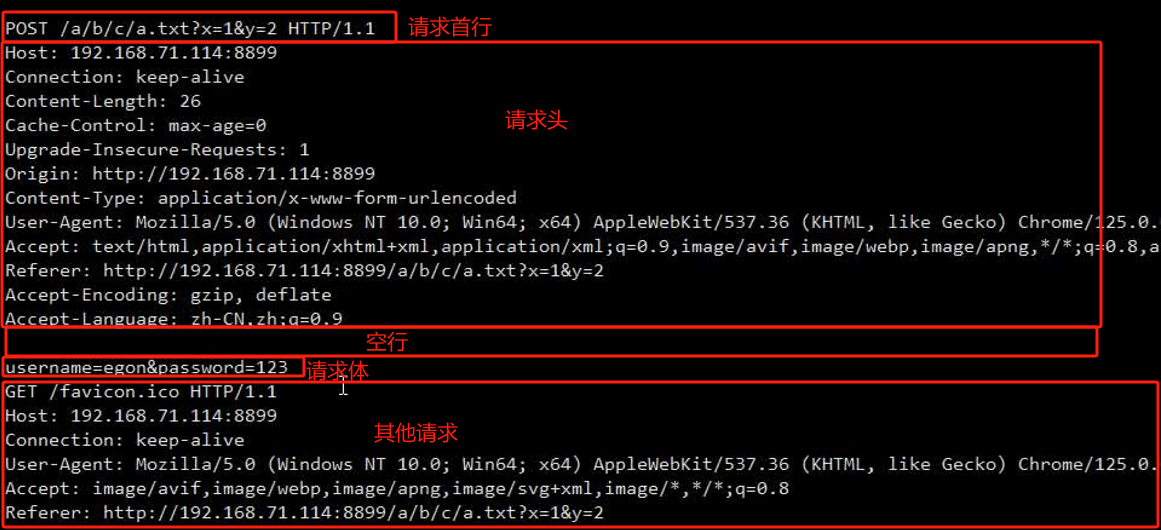 POST /a/b/c/a.txt?x=1&y=2 HTTP/1.1 请求首行
Host: 192.168.71.114:8899
Connection: keep-alive
Content-Length: 26
Cache-Control: max-age=0 请求头
Upgrade-Insecure-Requests: 1
Origin: http://192.168.71.114:8899
Content-Type: application/x-www-form-urlencoded
User-Agent: Mozilla/5.0 (Windows NT 10.0; Win64; x64) AppleWebKit/537.36 (KHTML, like Gecko) Chrome/125.0.
Accept: text/html,application/xhtml+xml,application/xml;q=0.9,image/avif,image/webp,image/apng,*/*;q=0.8,a
Referer: http://192.168.71.114:8899/a/b/c/a.txt?x=1&y=2
Accept-Encoding: gzip, deflate
Accept-Language: zh-CN,zh;q=0.9
空行
username=egon&password=123 请求体
GET /favicon.ico HTTP/1.1
Host: 192.168.71.114:8899
Connection: keep-alive 其他请求
User-Agent: Mozilla/5.0 (Windows NT 10.0; Win64; x64) AppleWebKit/537.36 (KHTML, like Gecko) Chrome/125.0.
Accept: image/avif,image/webp,image/apng,image/svg+xml,image/*,*/*;q=0.8
Referer: http://192.168.71.114:8899/a/b/c/a.txt?x=1&y=2